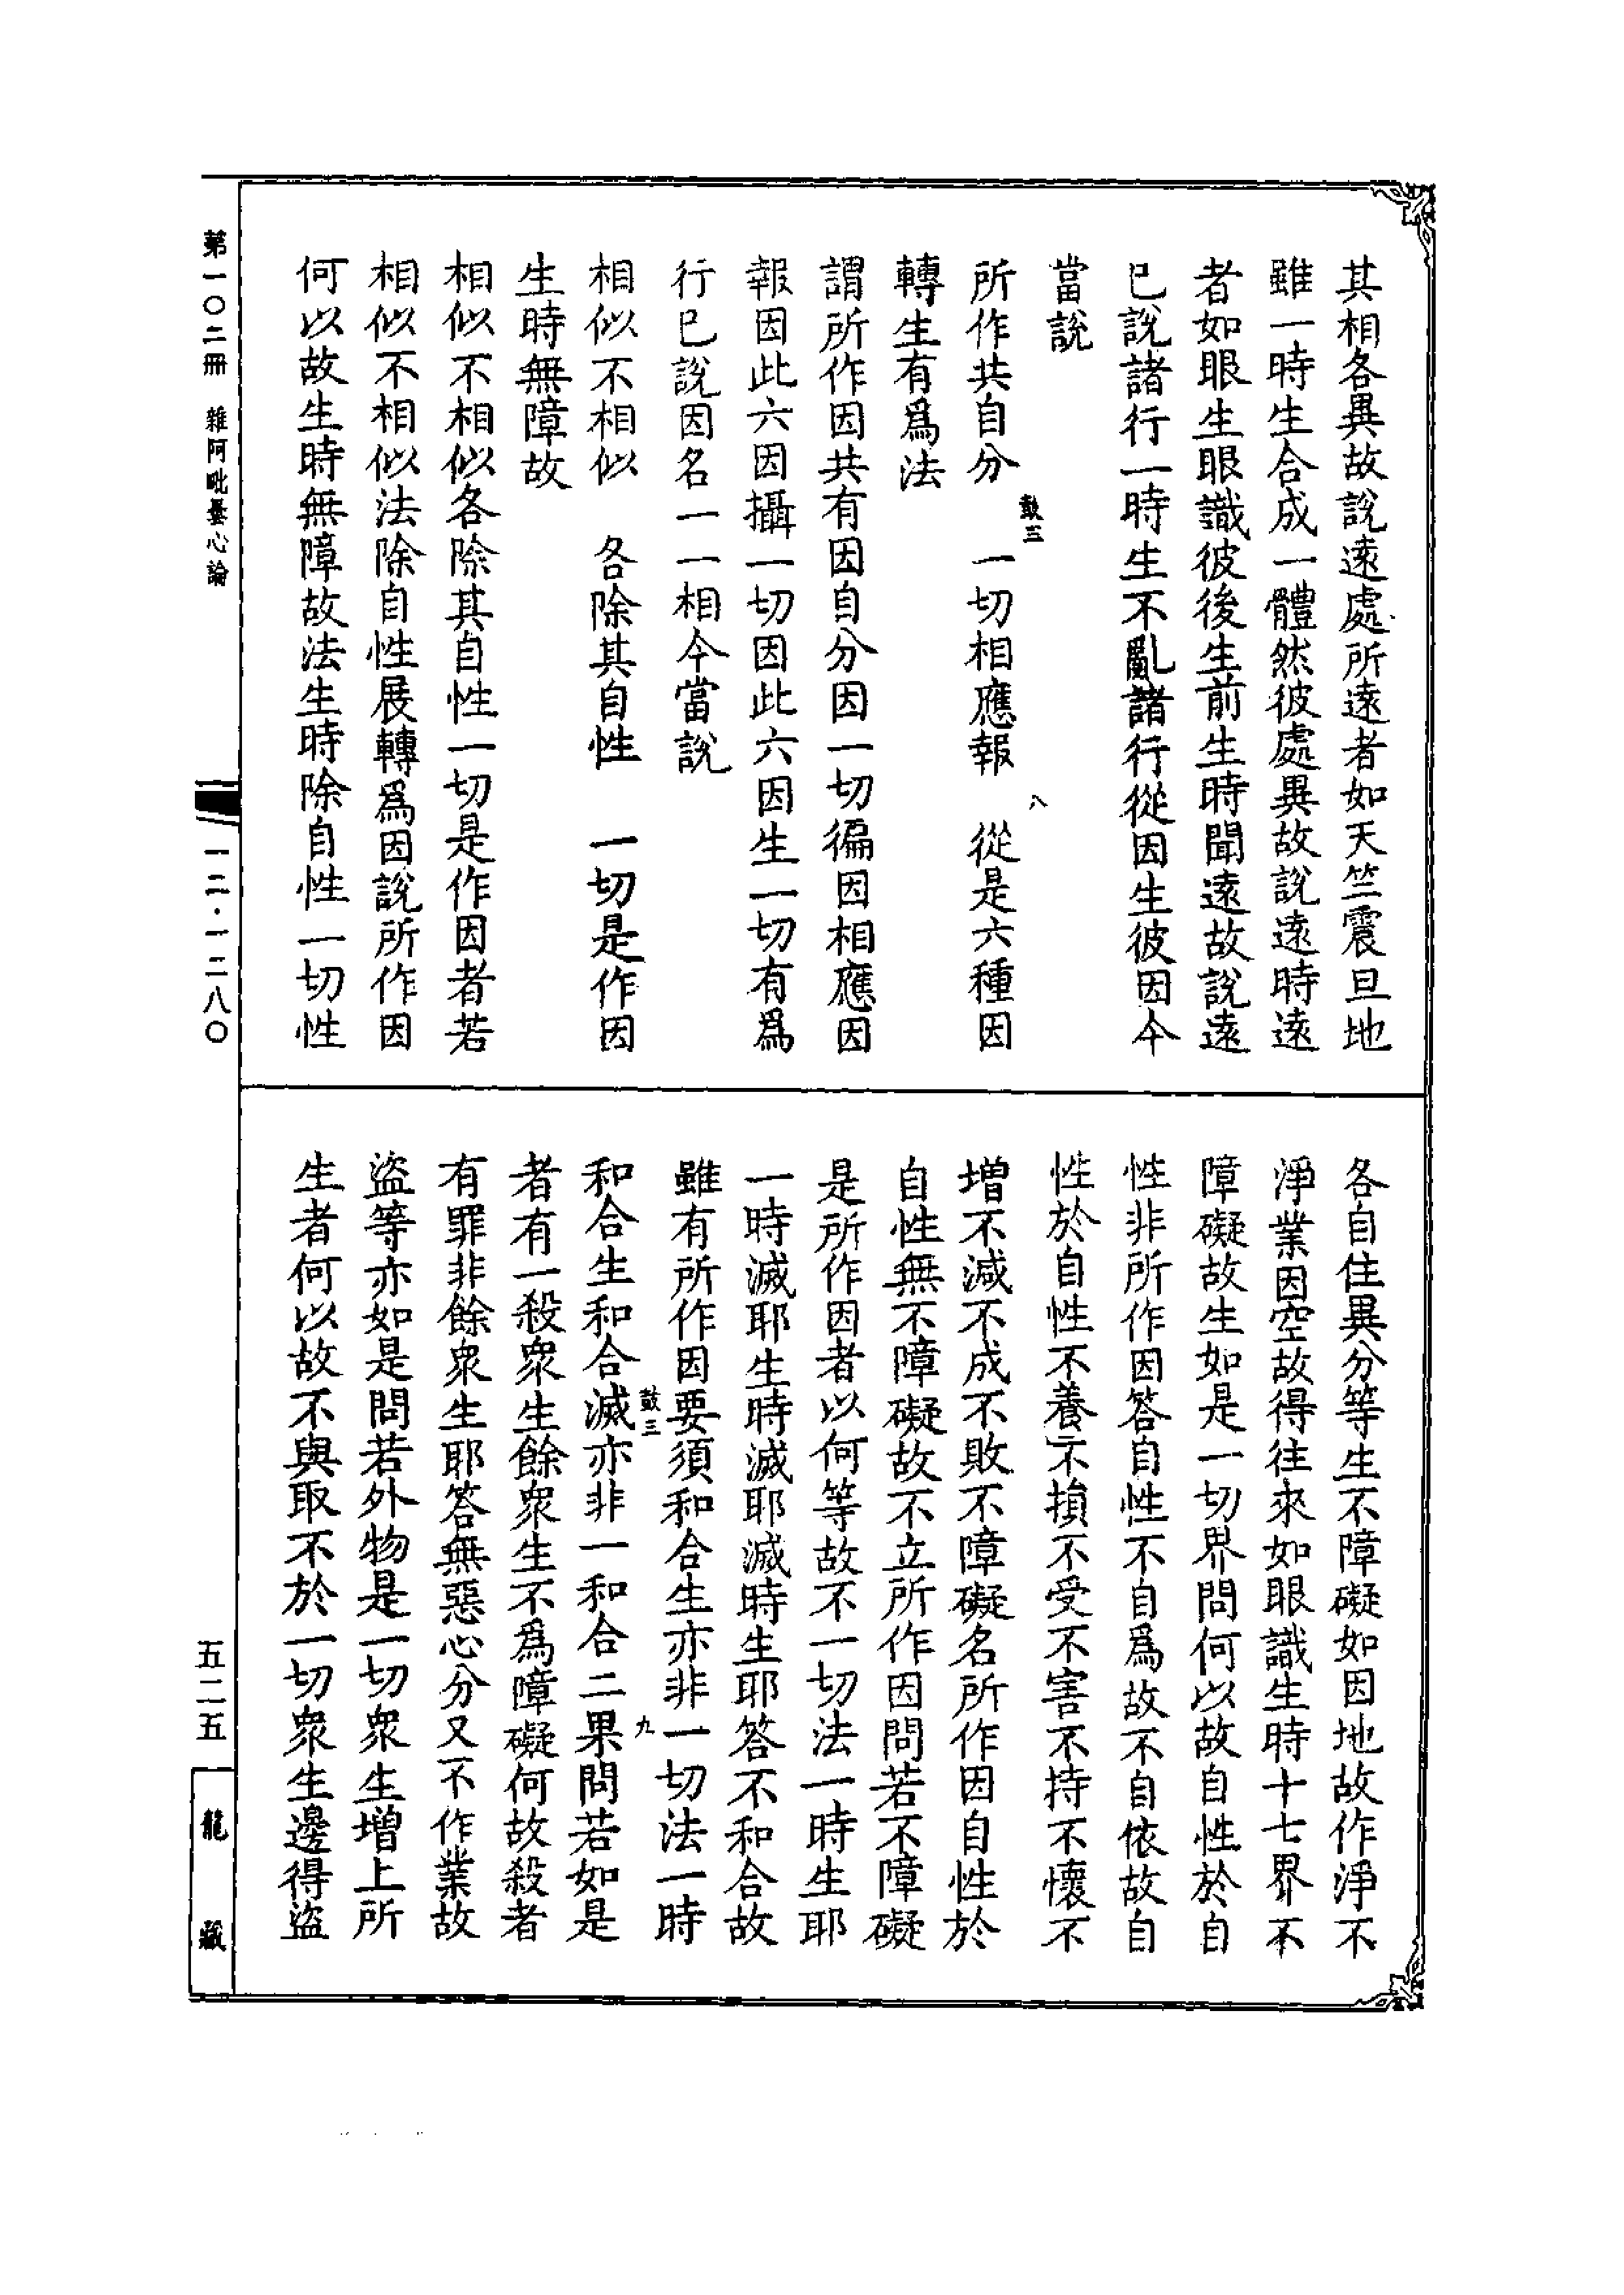 其相各異故說遠處所遠者如天竺震旦地
雖一時生合成一體然彼處異故說遠時遠
者如眼生眼識彼後生前生時聞遠故說遠
已說諸行一時生不亂諸行從因生彼因今
當說
鼓三 八
所作共自分 一切相應報 從是六種因
轉生有爲法
謂所作因共有因自分因一切徧因相應因
報因此六因攝一切因此六因生一切有爲
行已說因名一一相今當說
相似不相似 各除其自性 一切是作因
生時無障故
相似不相似各除其自性一切是作因者若
相似不相似法除自性展轉爲因說所作因
何以故生時無障故法生時除自性一切性
各自住異分等生不障礙如因地故作淨不
淨業因空故得往來如眼識生時十七界不
障礙故生如是一切界問何以故自性於自
性非所作因答自性不自爲故不自依故自
性於自性不養不損不受不害不持不懷不
增不減不成不敗不障礙名所作因自性於
自性無不障礙故不立所作因問若不障礙
是所作因者以何等故不一切法一時生耶
一時滅耶生時滅耶滅時生耶答不和合故
雖有所作因要須和合生亦非一切法一時
鼓三 九
和合生和合滅亦非一和合二果問若如是
者有一殺衆生餘衆生不爲障礙何故殺者
有罪非餘衆生耶答無惡心分又不作業故
盜等亦如是問若外物是一切衆生增上所
生者何以故不與取不於一切衆生邊得盜
第一〇二冊 雜阿毗曇心論
一二·一二八〇
五二五
龍藏